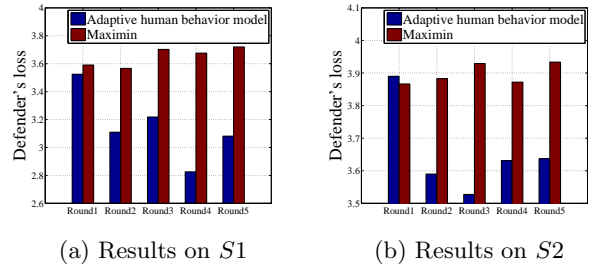 (a)
(b)
4
3.8
3.6
3.4
3.2
3
2.8
2.6
Defender's loss
Adaptive human behavior model
Maximin
Round1 Round2 Round3 Round4 Round5
(a) Results on S1
4.2
4.1
4
3.9
3.8
3.7
3.6
3.5
Defender's loss
Adaptive human behavior model
Maximin
Round1 Round2 Round3 Round4 Round5
(b) Results on S2